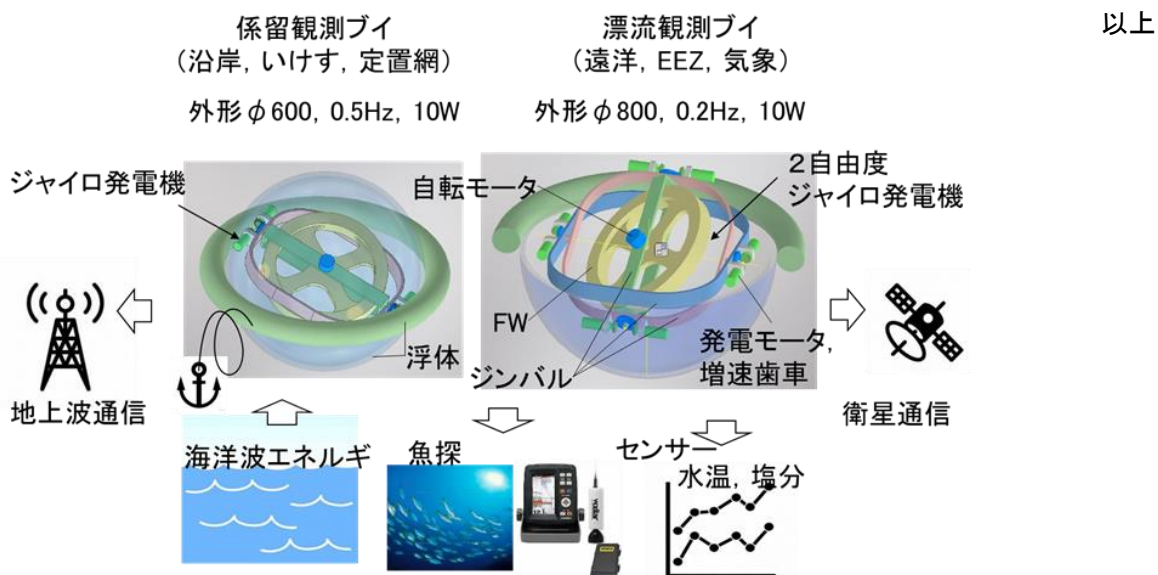 以上
係留観測ブイ
(沿岸, いけす, 定置網)
外形φ600, 0.5Hz, 10W
漂流観測ブイ
(遠洋, EEZ, 気象)
外形φ800, 0.2Hz, 10W
ジャイロ発電機
自転モータ
2自由度
ジャイロ発電機
FW
浮体
ジンバル
発電モータ,
増速歯車
地上波通信
衛星通信
海洋波エネルギ
魚探
センサー
水温, 塩分